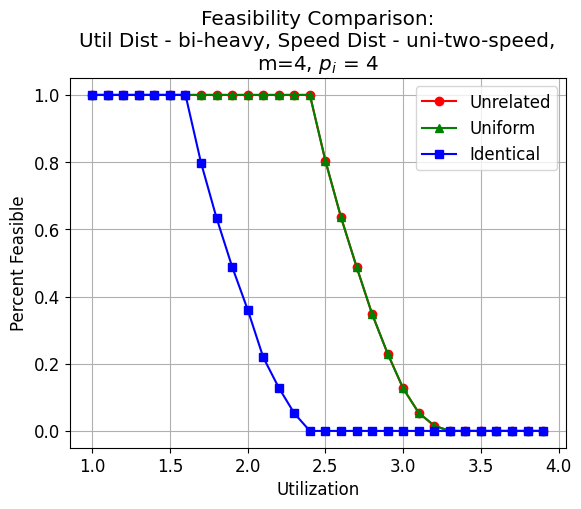 Feasibility Comparison:
Util Dist - bi-heavy, Speed Dist - uni-two-speed,
m=4, $p_i$ = 4
Unrelated
Uniform
Identical
Percent Feasible
1.0
0.8
0.6
0.4
0.2
0.0
1.0 1.5 2.0 2.5 3.0 3.5 4.0
Utilization